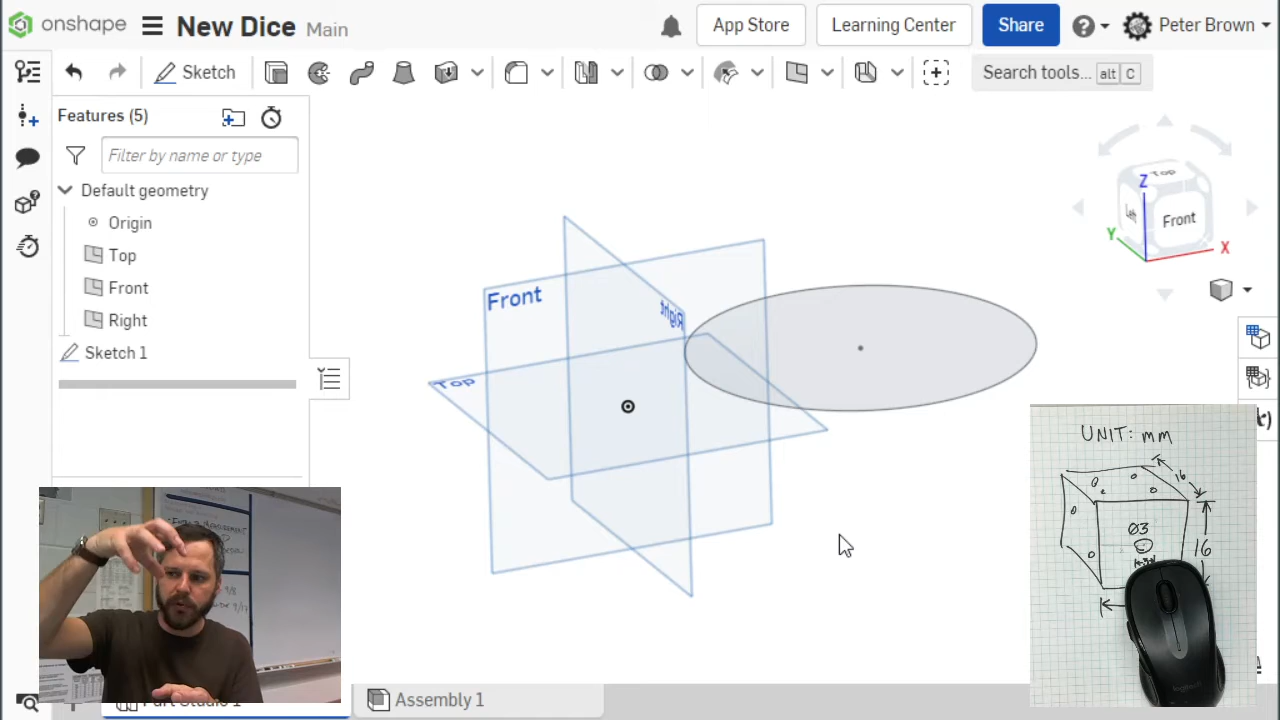 onshape
New Dice Main
App Store
Learning Center
Share
Peter Brown
Sketch
Search tools... alt C
Features (5)
Filter by name or type
Default geometry
Origin
Top
Front
Right
Sketch 1
Front
Right
Top
Top
Z
Left
Front
Y
X
UNIT: mm
16
Ø3
16
logitech
Assembly 1